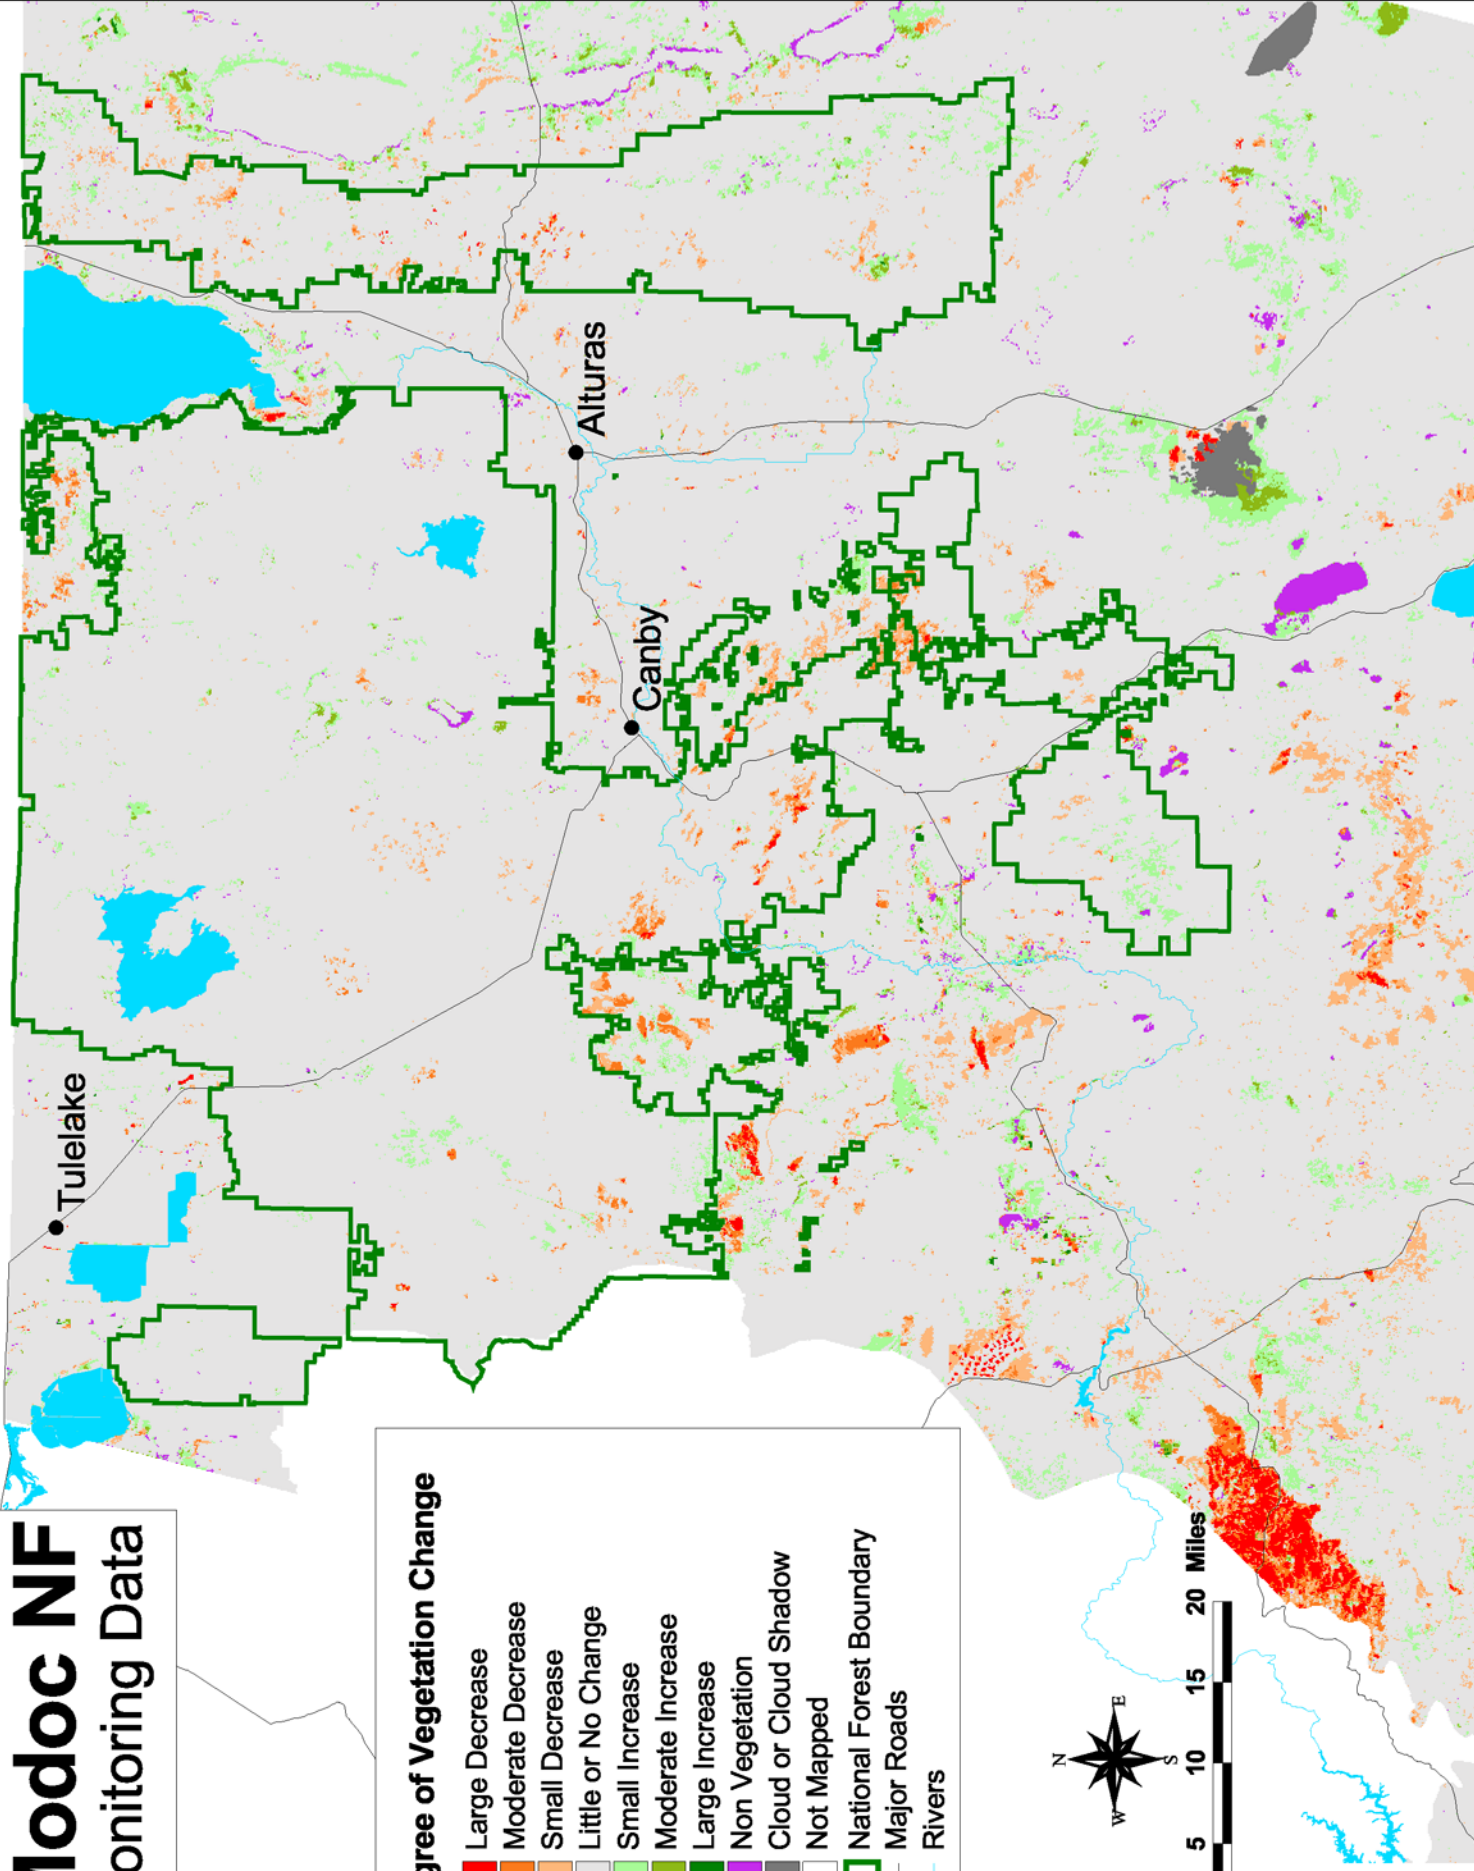 Modoc NF
onitoring Data
gree of Vegetation Change
Large Decrease
Moderate Decrease
Small Decrease
Little or No Change
Small Increase
Moderate Increase
Large Increase
Non Vegetation
Cloud or Cloud Shadow
Not Mapped
National Forest Boundary
Major Roads
Rivers
Tulelake
Canby
Alturas
N
W
E
S
5 10 15 20 Miles